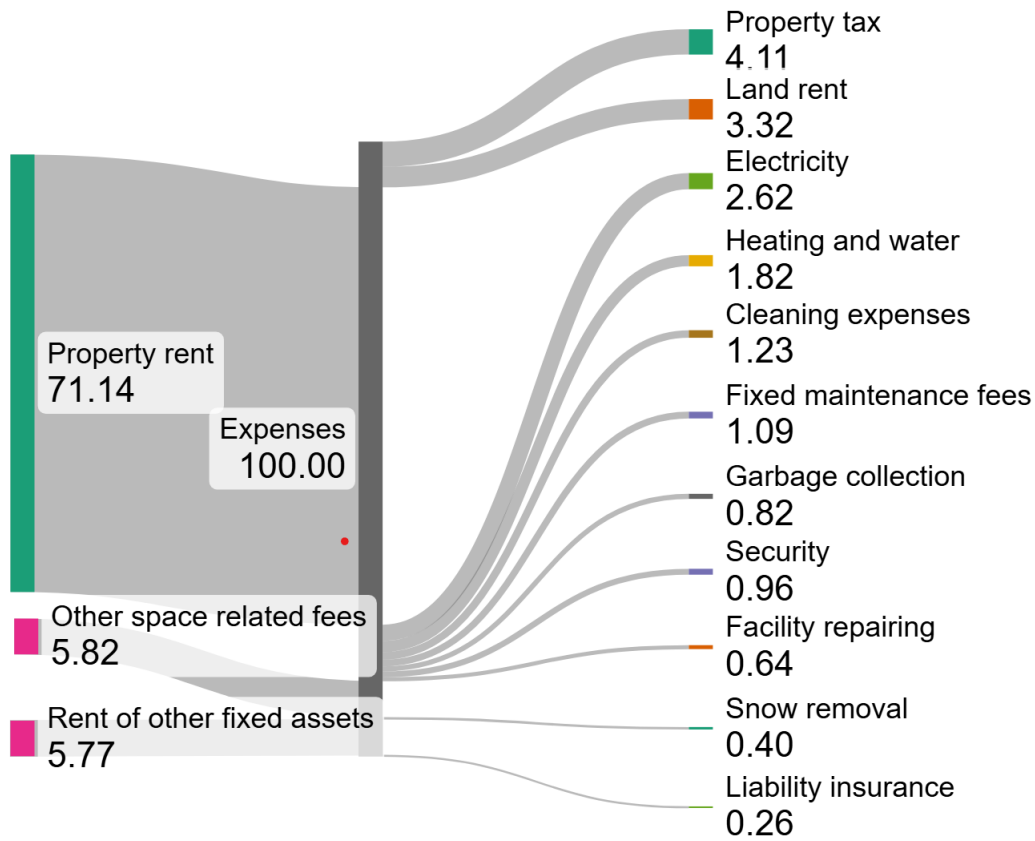 Property tax
4.11
Land rent
3.32
Electricity
2.62
Heating and water
1.82
Property rent
71.14
Cleaning expenses
1.23
Expenses
100.00
Fixed maintenance fees
1.09
Garbage collection
0.82
Security
0.96
Other space related fees
5.82
Facility repairing
0.64
Rent of other fixed assets
5.77
Snow removal
0.40
Liability insurance
0.26